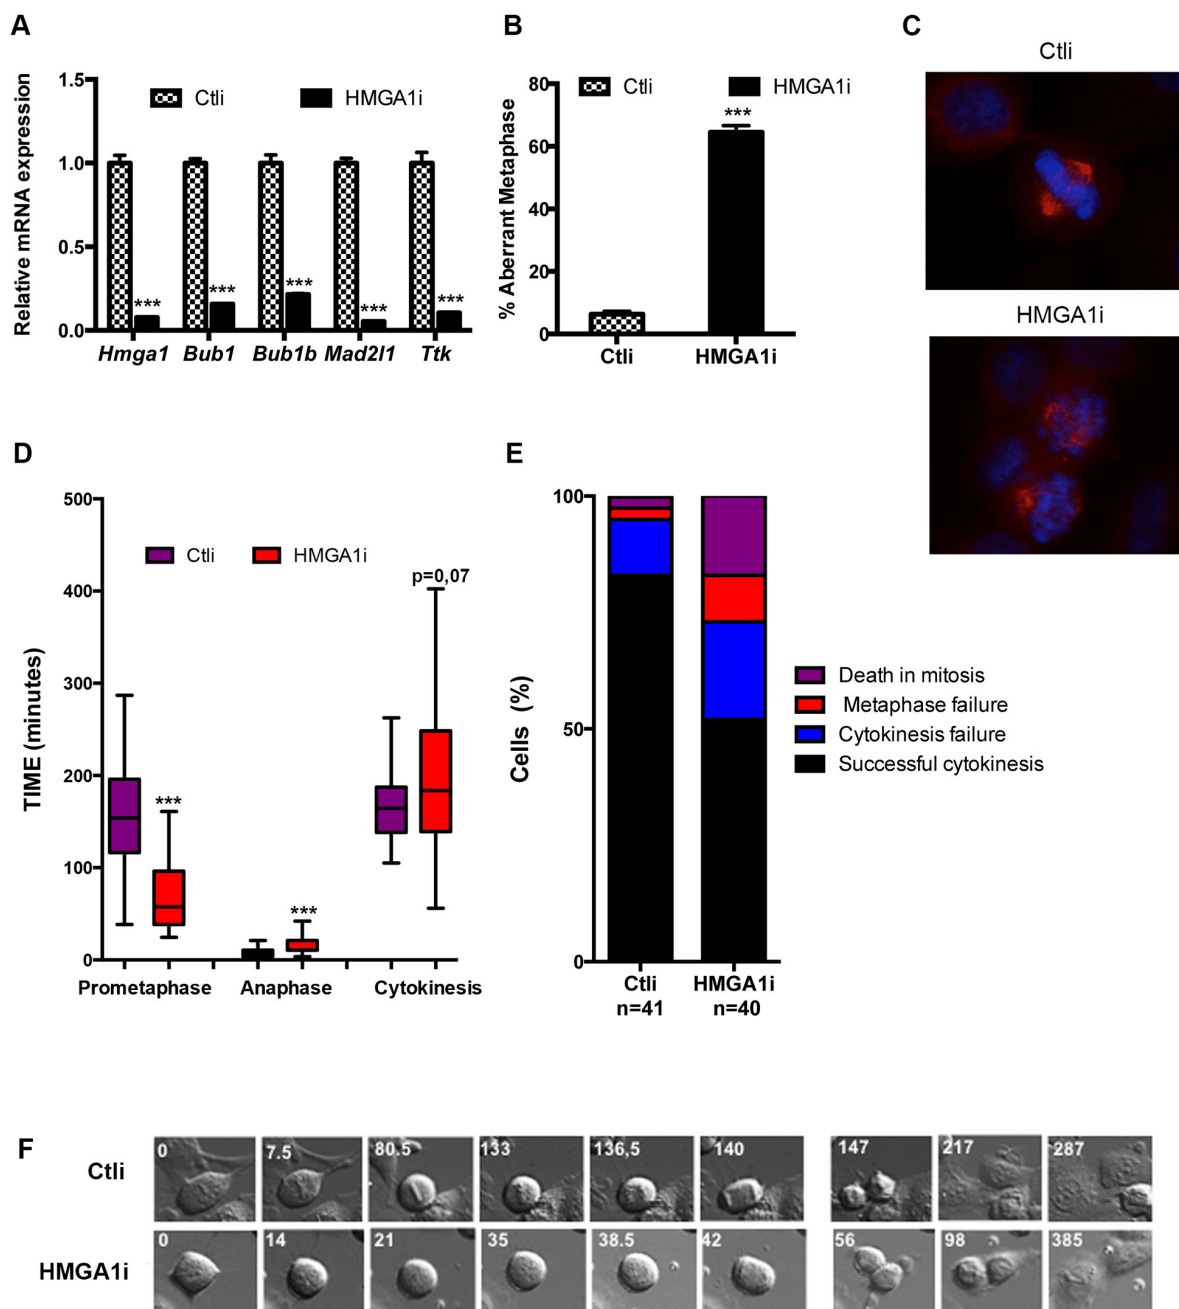 A
Relative mRNA expression
1.5
1.0
0.5
0.0
Ctli
HMGA1i
***
***
***
***
***
Hmga1
Bub1
Bub1b
Mad2l1
Ttk
B
% Aberrant Metaphase
80
60
40
20
0
Ctli
HMGA1i
***
Ctli
HMGA1i
C
Ctli
HMGA1i
D
TIME (minutes)
500
400
300
200
100
0
Ctli
HMGA1i
***
***
p=0,07
Prometaphase
Anaphase
Cytokinesis
E
Cells (%)
100
50
0
Ctli
n=41
HMGA1i
n=40
Death in mitosis
Metaphase failure
Cytokinesis failure
Successful cytokinesis
F
Ctli
0
7.5
80.5
133
136,5
140
147
217
287
HMGA1i
0
14
21
35
38.5
42
56
98
385